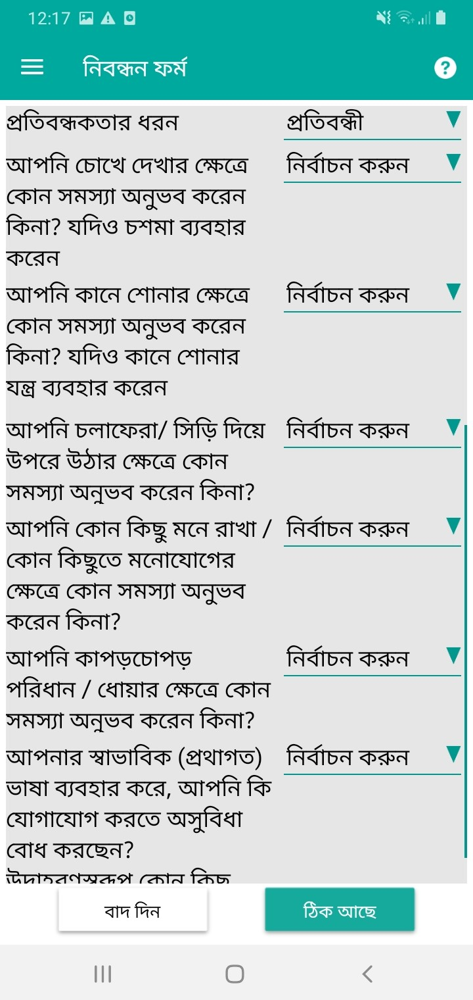 12:17
নিবন্ধন ফর্ম
?
প্রতিবন্ধকতার ধরন
প্রতিবন্ধী
আপনি চোখে দেখার ক্ষেত্রে
কোন সমস্যা অনুভব করেন
কিনা? যদিও চশমা ব্যবহার
করেন
নির্বাচন করুন
আপনি কানে শোনার ক্ষেত্রে
কোন সমস্যা অনুভব করেন
কিনা? যদিও কানে শোনার
যন্ত্র ব্যবহার করেন
নির্বাচন করুন
আপনি চলাফেরা/ সিড়ি দিয়ে
উপরে উঠার ক্ষেত্রে কোন
সমস্যা অনুভব করেন কিনা?
নির্বাচন করুন
আপনি কোন কিছু মনে রাখা /
কোন কিছুতে মনোযোগের
ক্ষেত্রে কোন সমস্যা অনুভব
করেন কিনা?
নির্বাচন করুন
আপনি কাপড়চোপড়
পরিধান / ধোয়ার ক্ষেত্রে কোন
সমস্যা অনুভব করেন কিনা?
নির্বাচন করুন
আপনার স্বাভাবিক (প্রথাগত)
ভাষা ব্যবহার করে, আপনি কি
যোগাযোগ করতে অসুবিধা
বোধ করছেন?
উদাহরণস্বরূপ কোন কিছু
নির্বাচন করুন
বাদ দিন
ঠিক আছে